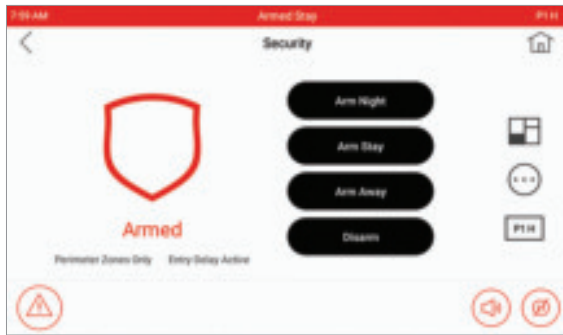 7:59 AM Armed Stay P1 H
Security
Arm Night
Arm Stay
Arm Away
Disarm
Armed
Perimeter Zones Only Entry Delay Active
P1 H